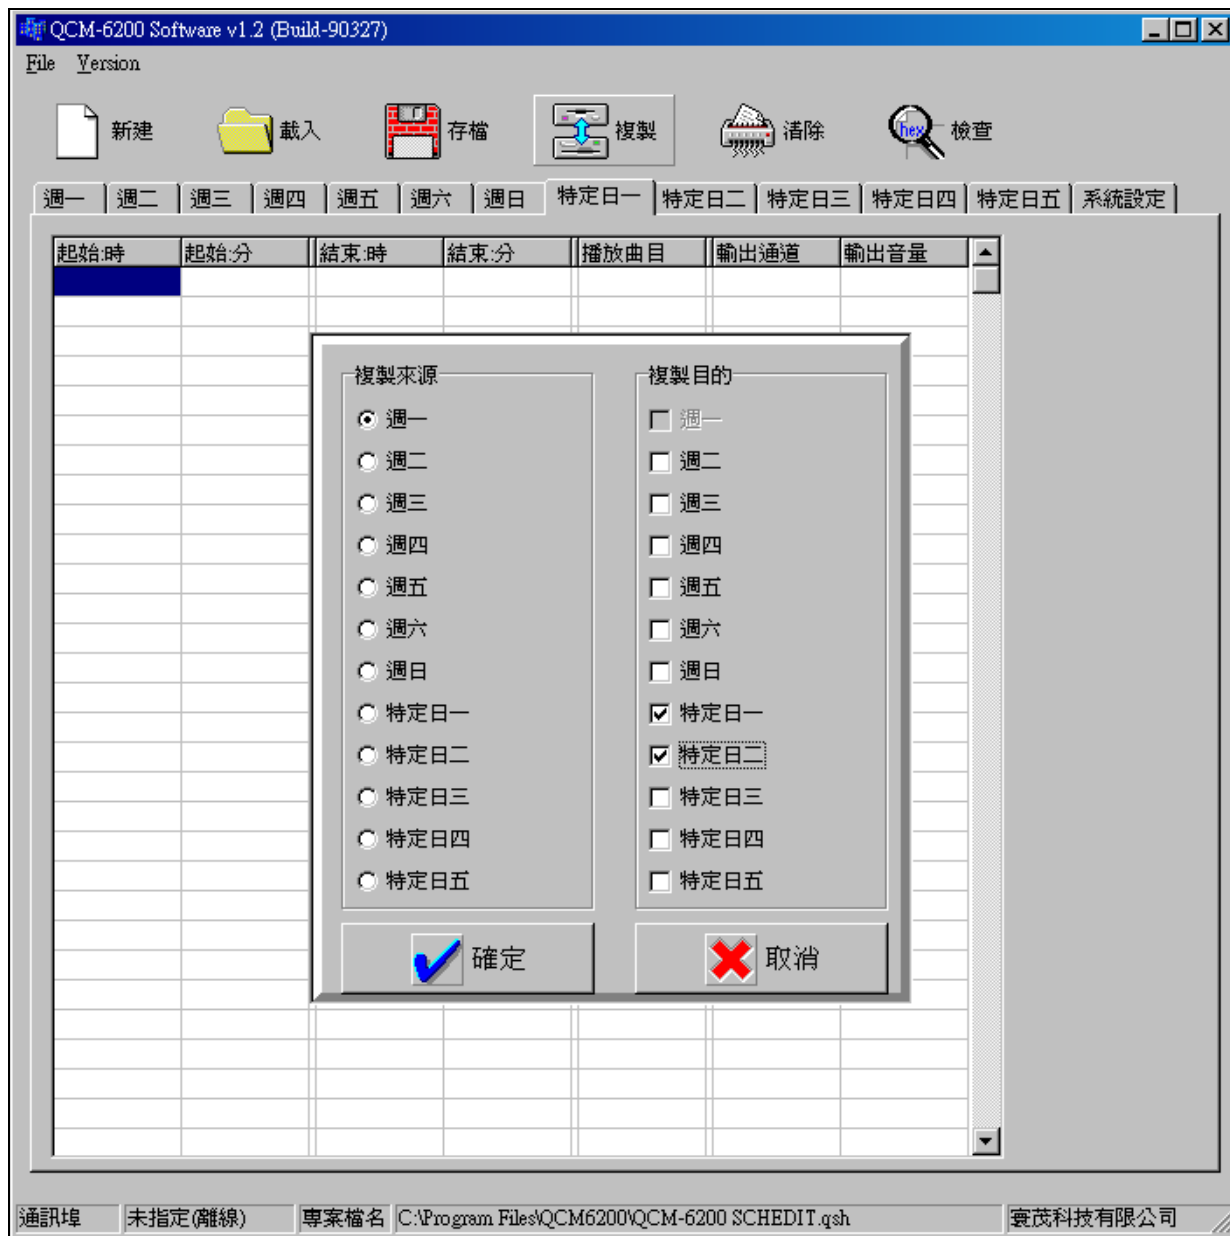 QCM-6200 Software v1.2 (Build-90327)
File Version
新建 載入 存檔 複製 清除 hex 檢查
週一 週二 週三 週四 週五 週六 週日 特定日一 特定日二 特定日三 特定日四 特定日五 系統設定
起始:時 起始:分 結束:時 結束:分 播放曲目 輸出通道 輸出音量
複製來源 複製目的
週一 週一
週二 週二
週三 週三
週四 週四
週五 週五
週六 週六
週日 週日
特定日一 特定日一
特定日二 特定日二
特定日三 特定日三
特定日四 特定日四
特定日五 特定日五
確定 取消
通訊埠 未指定(離線) 專案檔名 C:\Program Files\QCM6200\QCM-6200 SCHEDIT.qsh 寰茂科技有限公司